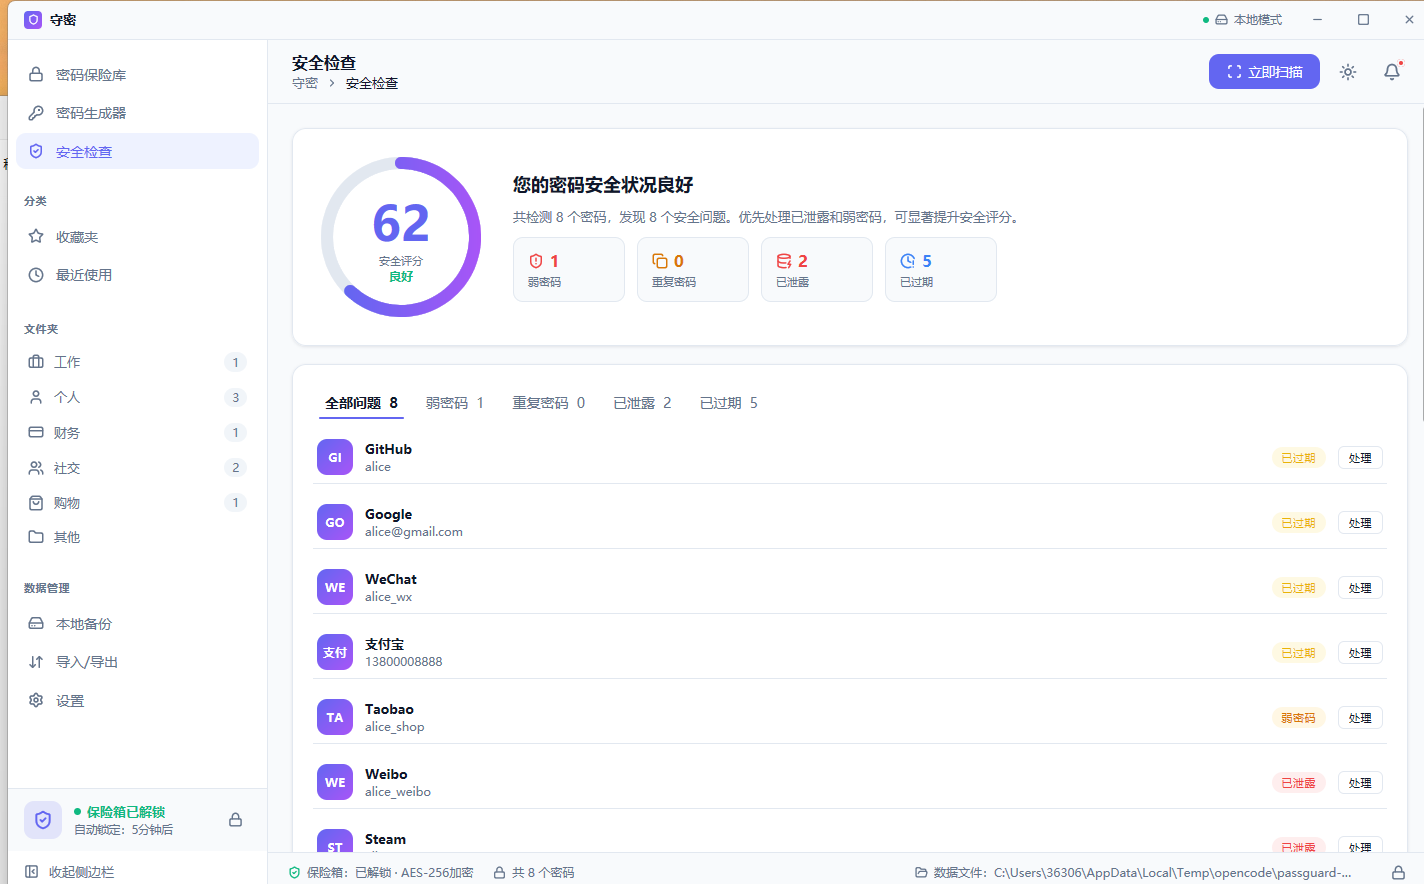 守密
本地模式
密码保险库
密码生成器
安全检查
分类
收藏夹
最近使用
文件夹
工作 1
个人 3
财务 1
社交 2
购物 1
其他
数据管理
本地备份
导入/导出
设置
保险箱已解锁
自动锁定：5分钟后
收起侧边栏
安全检查
守密 > 安全检查
立即扫描
62
安全评分
良好
您的密码安全状况良好
共检测 8 个密码，发现 8 个安全问题。优先处理已泄露和弱密码，可显著提升安全评分。
1
弱密码
0
重复密码
2
已泄露
5
已过期
全部问题 8 弱密码 1 重复密码 0 已泄露 2 已过期 5
GI GitHub
alice
已过期 处理
GO Google
alice@gmail.com
已过期 处理
WE WeChat
alice_wx
已过期 处理
支付 支付宝
13800008888
已过期 处理
TA Taobao
alice_shop
弱密码 处理
WE Weibo
alice_weibo
已泄露 处理
ST Steam
已泄露 处理
保险箱：已解锁 · AES-256加密 共 8 个密码
数据文件：C:\Users\36306\AppData\Local\Temp\opencode\passguard-...